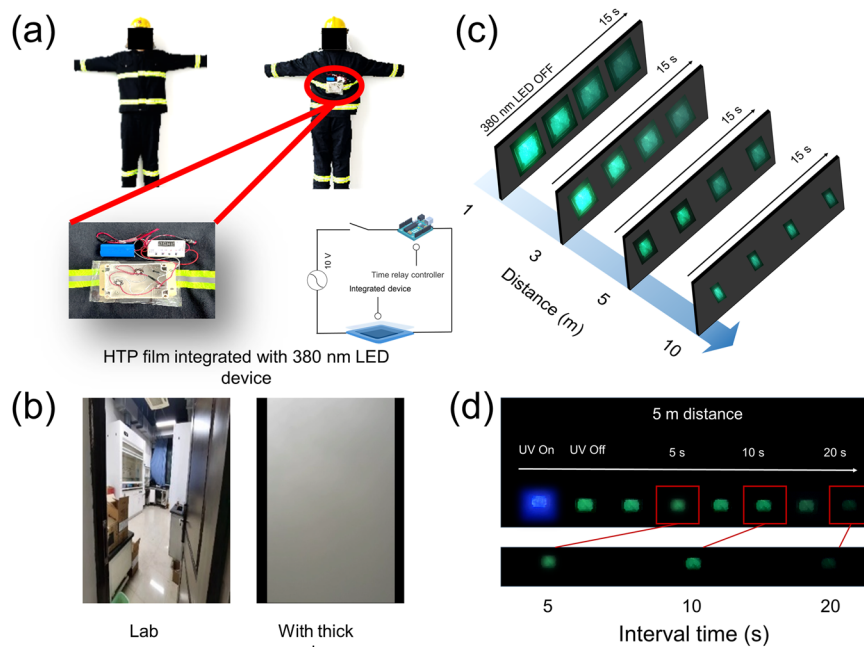 (a)
10 V
Time relay controller
Integrated device
HTP film integrated with 380 nm LED
device
(b)
Lab
With thick
(c)
380 nm LED OFF
15 s
15 s
15 s
15 s
1
3
5
10
Distance (m)
(d)
5 m distance
UV On
UV Off
5 s
10 s
20 s
5
10
20
Interval time (s)